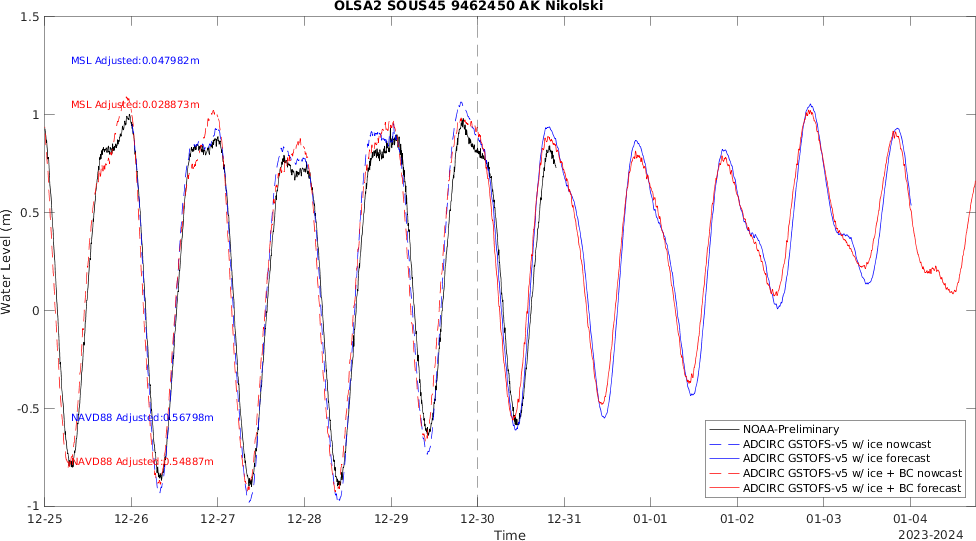 OLSA2 SOUS45 9462450 AK Nikolski
1.5
MSL Adjusted:0.047982m
MSL Adjusted:0.028873m
1
0.5
Water Level (m)
0
-0.5
NAVD88 Adjusted:0.56798m
NAVD88 Adjusted:0.54887m
-1
NOAA-Preliminary
ADCIRC GSTOFS-v5 w/ ice nowcast
ADCIRC GSTOFS-v5 w/ ice forecast
ADCIRC GSTOFS-v5 w/ ice + BC nowcast
ADCIRC GSTOFS-v5 w/ ice + BC forecast
12-25 12-26 12-27 12-28 12-29 12-30 12-31 01-01 01-02 01-03 01-04
Time
2023-2024